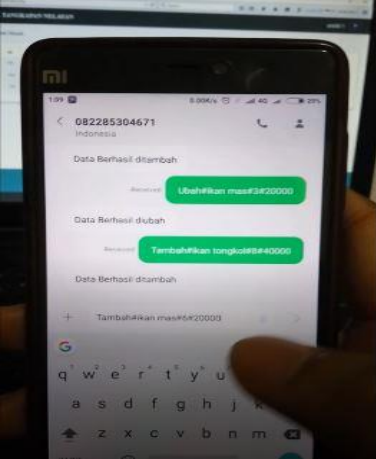 mi
1:09
0.00K/s
4G
29%
082285304671
Indonesia
Data Berhasil ditambah
Received
Ubah#ikan mas#3#20000
Data Berhasil diubah
Received
Tambah#ikan tongkol#8#40000
Data Berhasil ditambah
+ Tambah#ikan mas#6#20000
G
q w e r t y u
a s d f g h j k
z x c v b n m